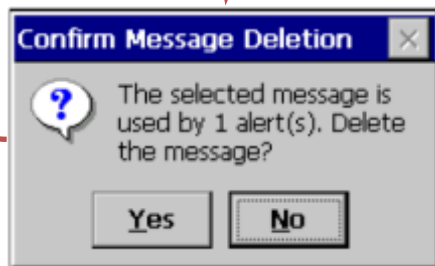 Confirm Message Deletion
The selected message is
used by 1 alert(s). Delete
the message?
Yes
No